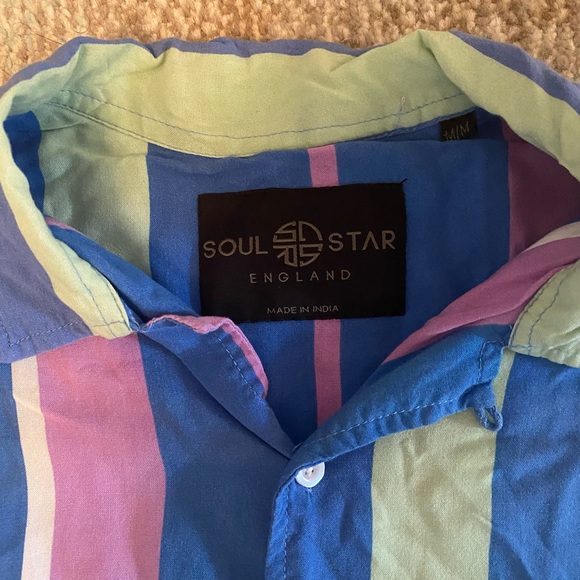 M/M
SOUL STAR
ENGLAND
MADE IN INDIA